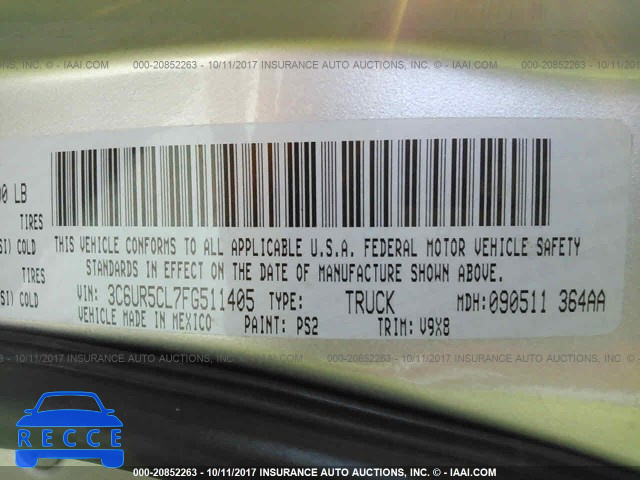 000-20852263 - 10/11/2017 INSURANCE AUTO AUCTIONS, INC. - IAAI.COM
0 LB
TIRES
SI) COLD
TIRES
SI) COLD
THIS VEHICLE CONFORMS TO ALL APPLICABLE U.S.A. FEDERAL MOTOR VEHICLE SAFETY
STANDARDS IN EFFECT ON THE DATE OF MANUFACTURE SHOWN ABOVE.
VIN: 3C6UR5CL7FG511405 TYPE: TRUCK MDH:090511 364AA
VEHICLE MADE IN MEXICO PAINT: PS2 TRIM: V9X8
000-20852263 - 10/11/2017 INSURANCE AUTO AUCTIONS, INC. - IAAI.COM
RECCE
000-20852263 - 10/11/2017 INSURANCE AUTO AUCTIONS, INC. - IAAI.COM